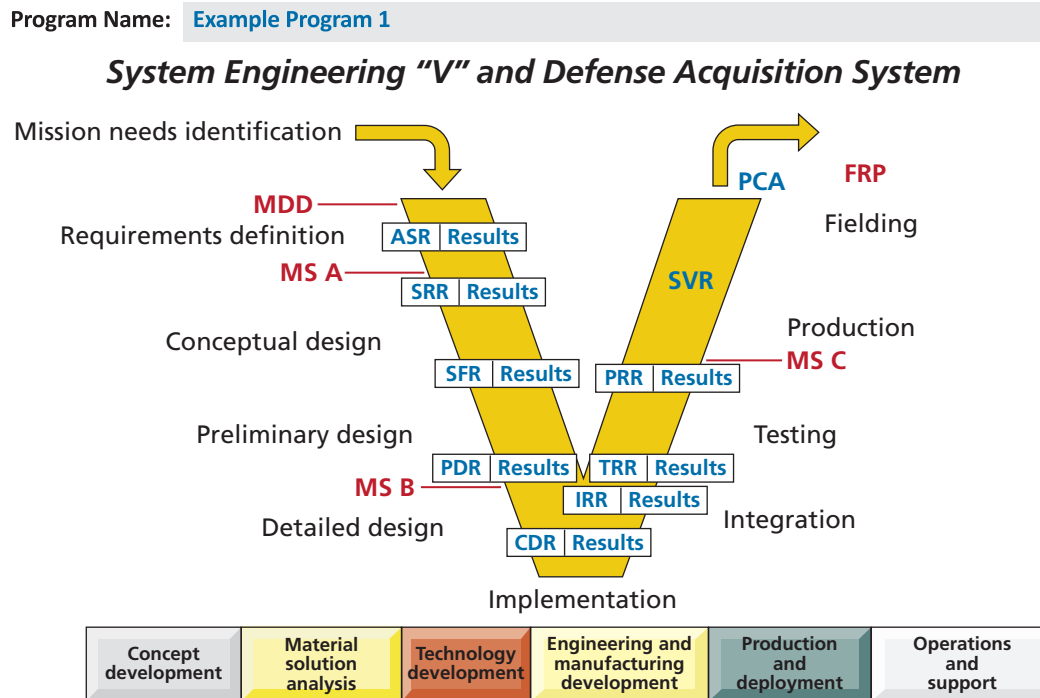 Program Name: Example Program 1
System Engineering “V” and Defense Acquisition System
Mission needs identification
PCA
FRP
MDD
Fielding
Requirements definition
ASR Results
MS A
SRR Results
SVR
Production
Conceptual design
MS C
SFR Results
PRR Results
Preliminary design
Testing
PDR Results
TRR Results
MS B
IRR Results
Detailed design
Integration
CDR Results
Implementation
Concept
development
Material
solution
analysis
Technology
development
Engineering and
manufacturing
development
Production
and
deployment
Operations
and
support